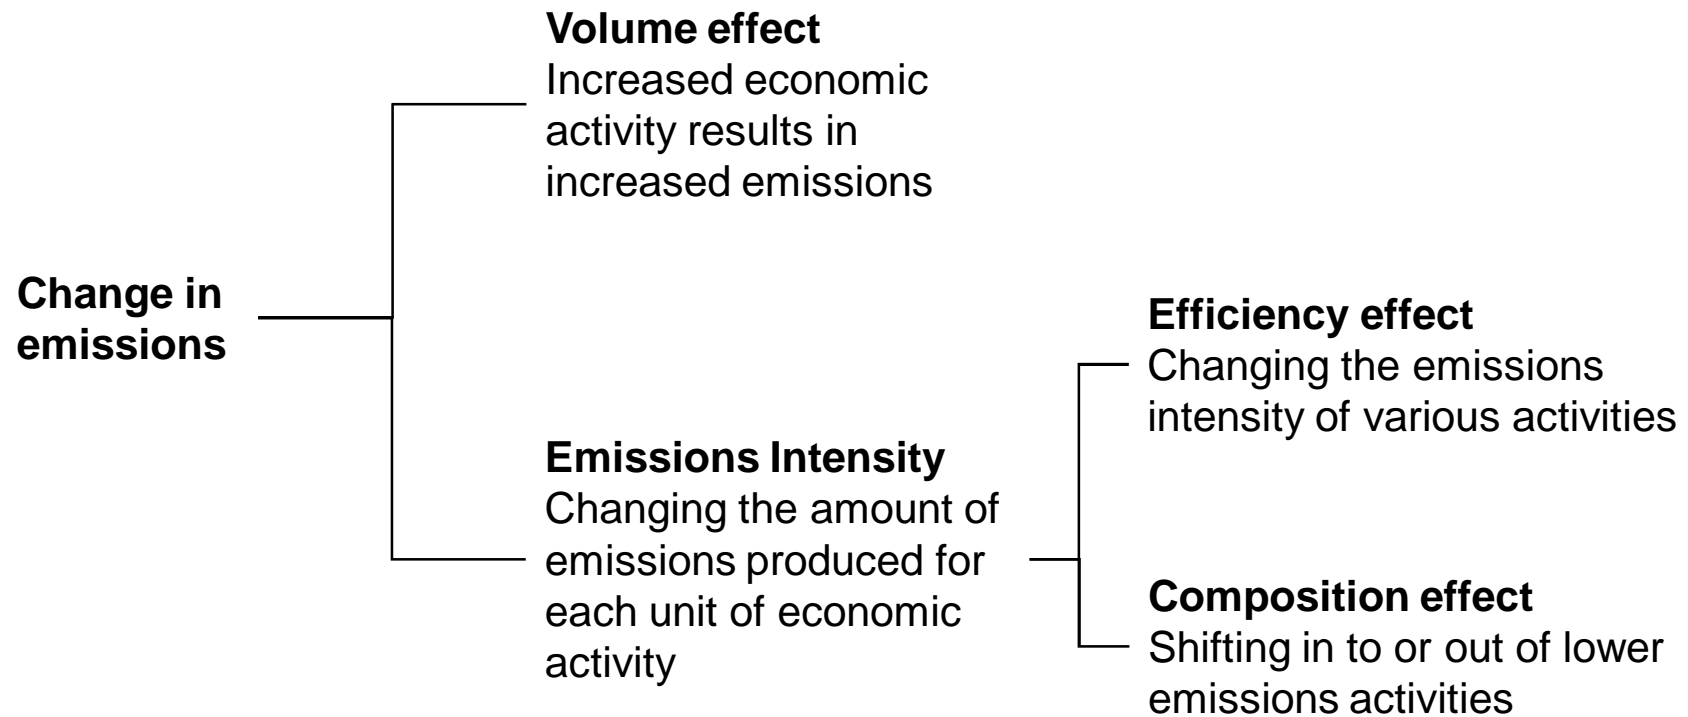 Volume effect
Increased economic
activity results in
increased emissions
Change in
emissions
Emissions Intensity
Changing the amount of
emissions produced for
each unit of economic
activity
Efficiency effect
Changing the emissions
intensity of various activities
Composition effect
Shifting in to or out of lower
emissions activities